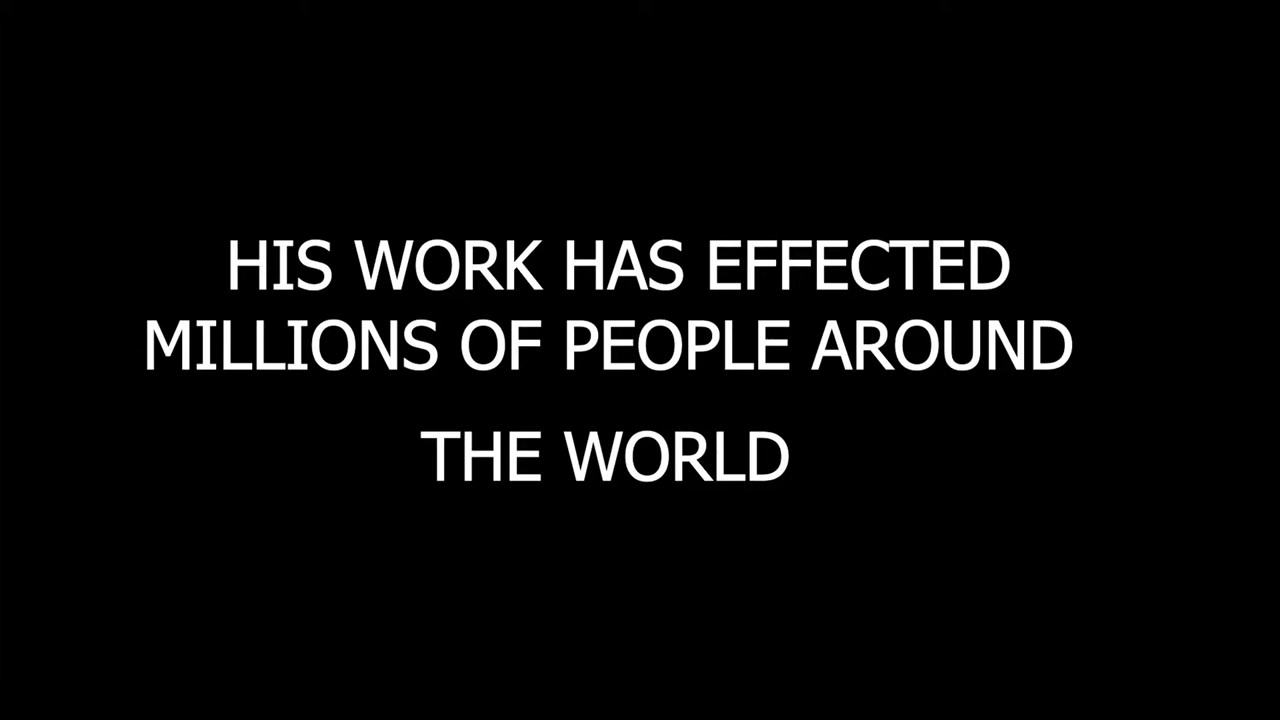 HIS WORK HAS EFFECTED
MILLIONS OF PEOPLE AROUND
THE WORLD